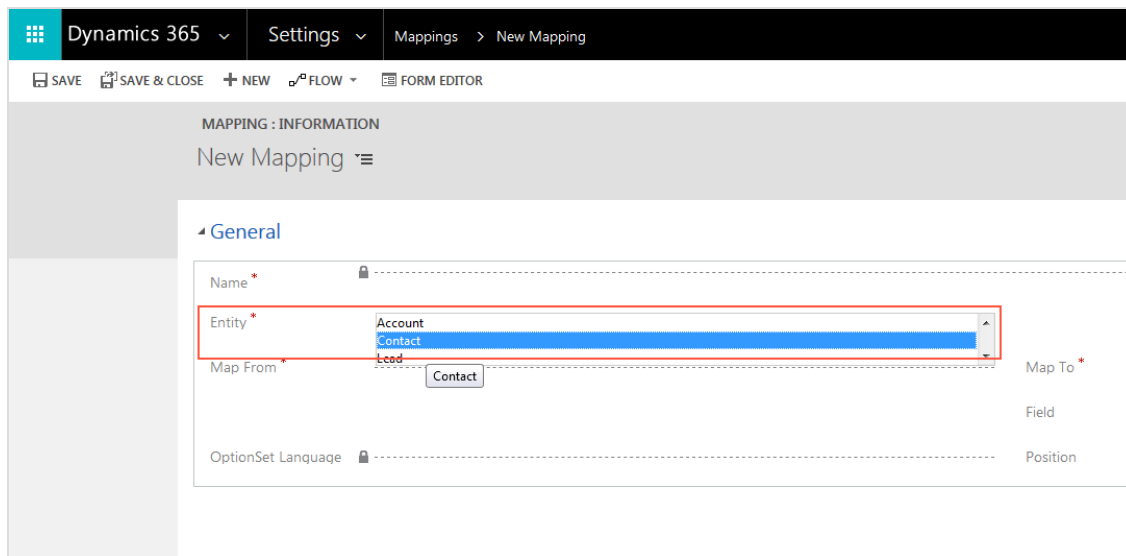 Dynamics 365 Settings Mappings > New Mapping
SAVE SAVE & CLOSE NEW FLOW FORM EDITOR
MAPPING : INFORMATION
New Mapping
General
Name *
Entity * Account
Contact
Lead
Map From * Map To *
Contact
Field
OptionSet Language Position